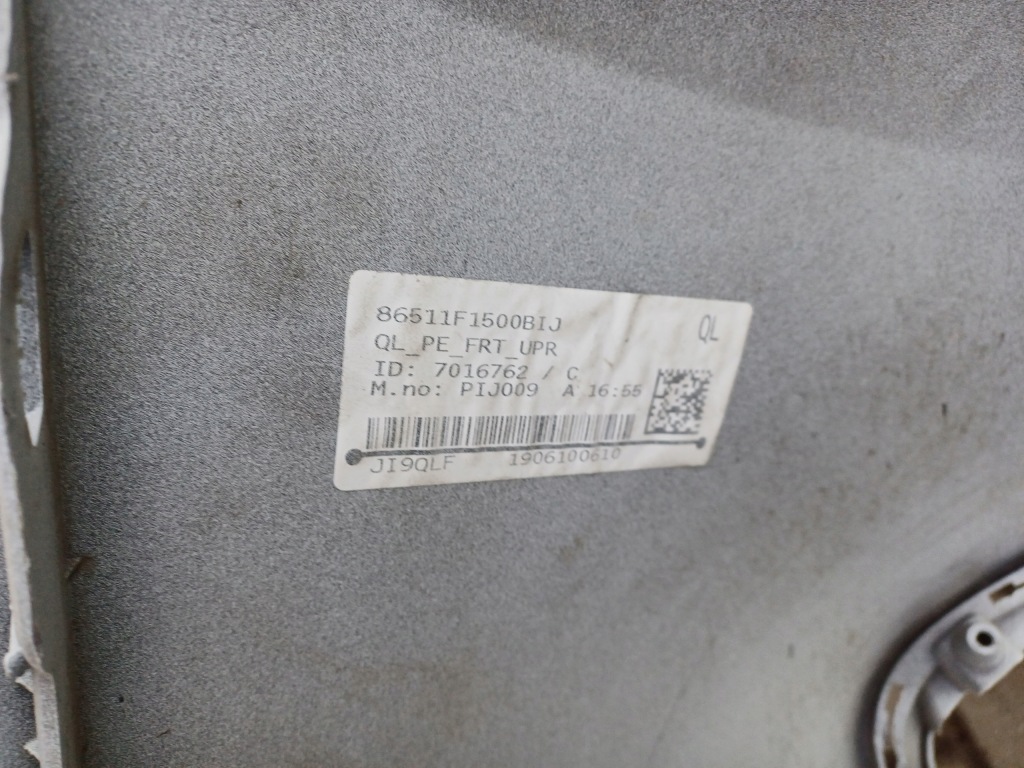 86511F1500BIJ
QL
QL_PE_FRT_UPR
ID: 7016762 / C
M.no: PIJ009 A 16:55
JI9QLF 1906100610